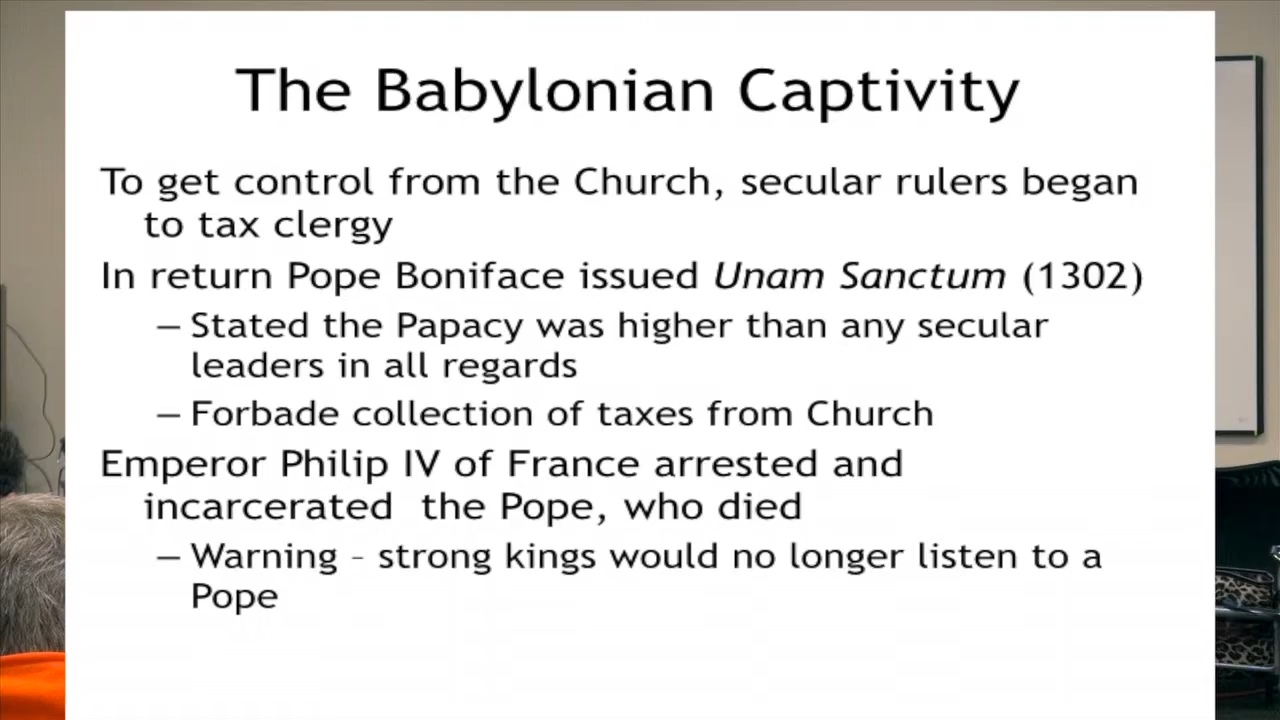 The Babylonian Captivity
To get control from the Church, secular rulers began
to tax clergy
In return Pope Boniface issued Unam Sanctum (1302)
– Stated the Papacy was higher than any secular
leaders in all regards
– Forbade collection of taxes from Church
Emperor Philip IV of France arrested and
incarcerated  the Pope, who died
– Warning – strong kings would no longer listen to a
Pope